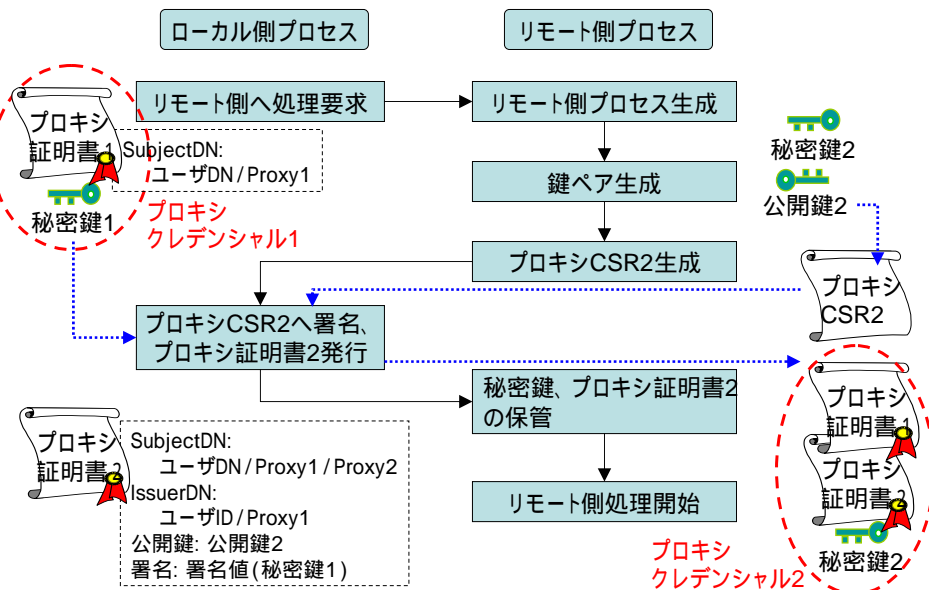 ローカル側プロセス
リモート側プロセス
リモート側へ処理要求
リモート側プロセス生成
プロキシ
証明書1
SubjectDN:
ユーザDN/Proxy1
秘密鍵1
プロキシ
クレデンシャル1
鍵ペア生成
秘密鍵2
公開鍵2
プロキシCSR2生成
プロキシ
CSR2
プロキシCSR2へ署名、
プロキシ証明書2発行
秘密鍵、プロキシ証明書2
の保管
プロキシ
証明書2
SubjectDN:
ユーザDN/Proxy1/Proxy2
IssuerDN:
ユーザID/Proxy1
公開鍵: 公開鍵2
署名: 署名値(秘密鍵1)
リモート側処理開始
プロキシ
証明書1
プロキシ
証明書2
秘密鍵2
プロキシ
クレデンシャル2